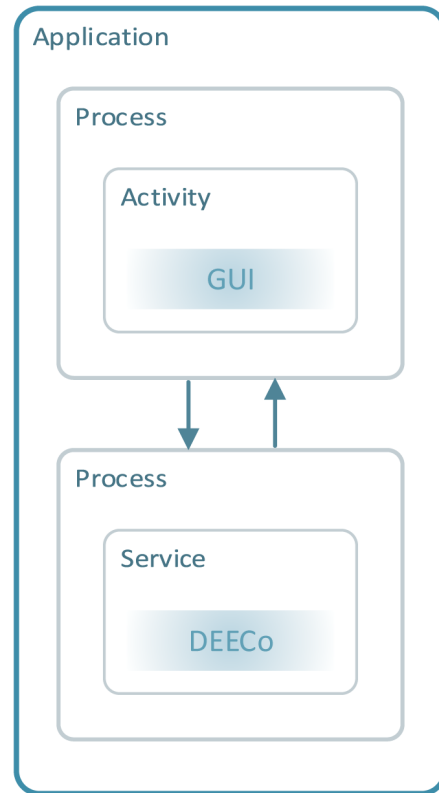 Application
Process
Activity
GUI
Process
Service
DEECo